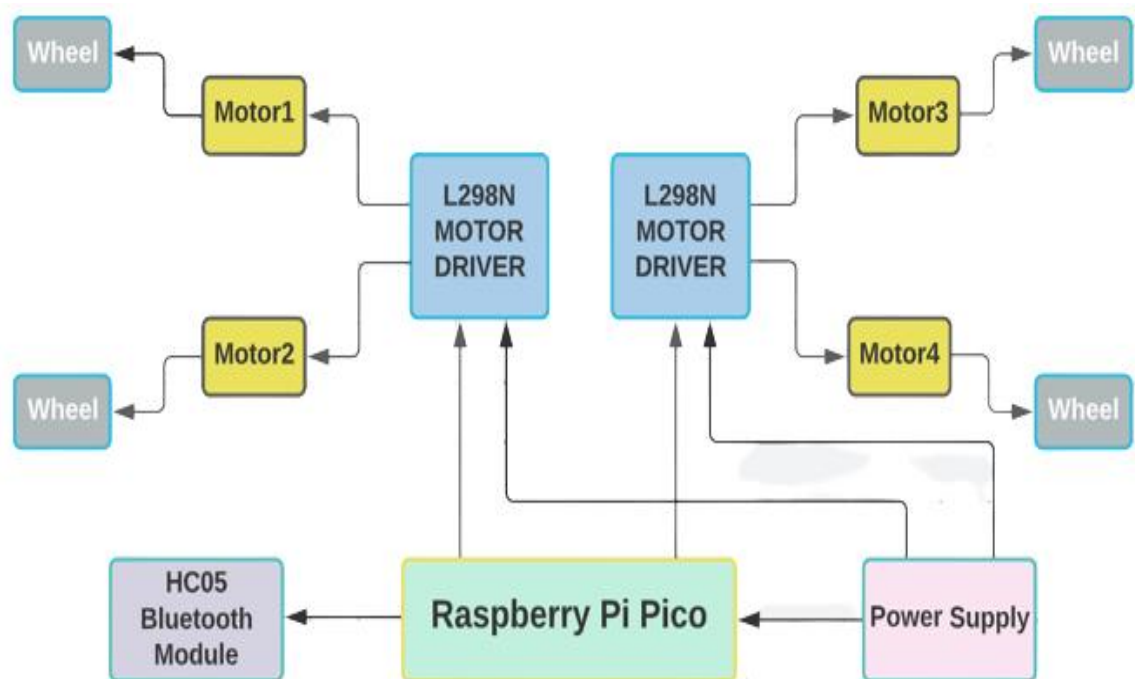 Wheel
Wheel
Motor1
Motor3
L298N
MOTOR
DRIVER
L298N
MOTOR
DRIVER
Motor2
Motor4
Wheel
Wheel
HC05
Bluetooth
Module
Raspberry Pi Pico
Power Supply